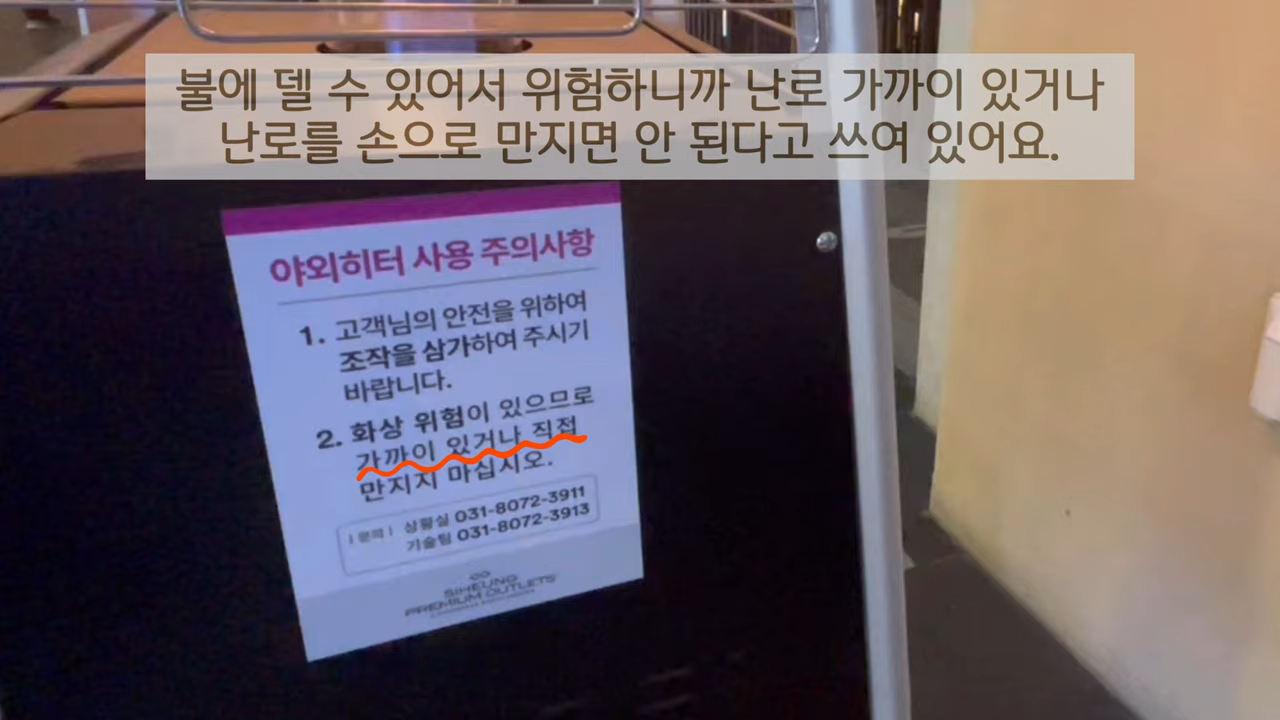 불에 델 수 있어서 위험하니까 난로 가까이 있거나
난로를 손으로 만지면 안 된다고 쓰여 있어요.
야외히터 사용 주의사항
1. 고객님의 안전을 위하여
조작을 삼가하여 주시기
바랍니다.
2. 화상 위험이 있으므로
가까이 있거나 직접
만지지 마십시오.
| 문의 | 상황실 031-8072-3911
기술팀 031-8072-3913
SIHEUNG
PREMIUM OUTLETS